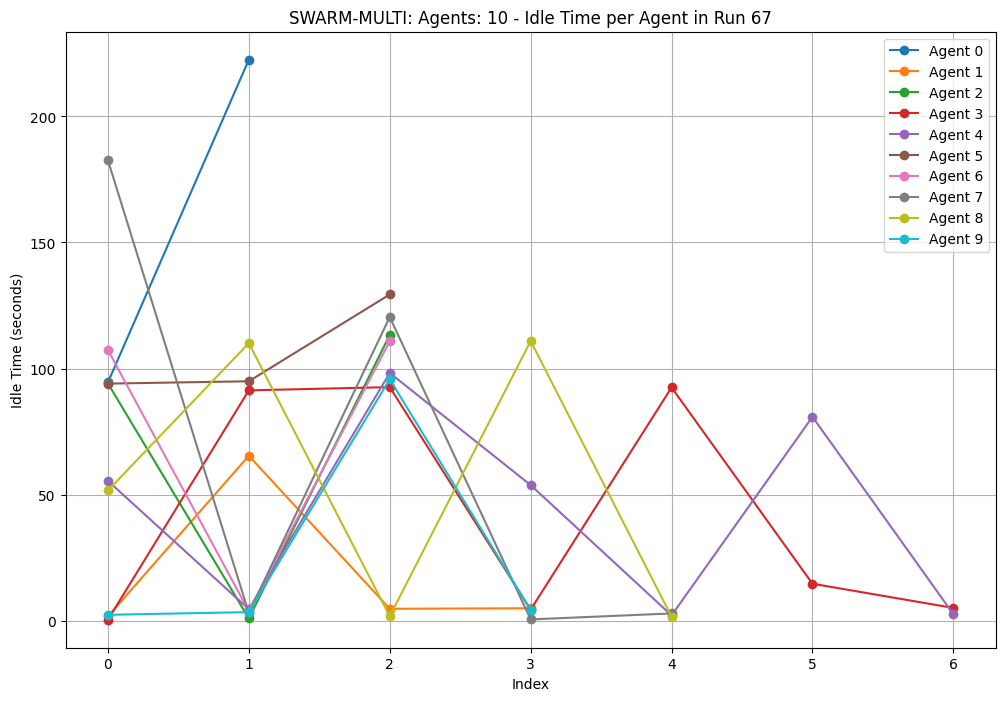 SWARM-MULTI: Agents: 10 - Idle Time per Agent in Run 67
Idle Time (seconds)
200
150
100
50
0
0 1 2 3 4 5 6
Index
Agent 0
Agent 1
Agent 2
Agent 3
Agent 4
Agent 5
Agent 6
Agent 7
Agent 8
Agent 9